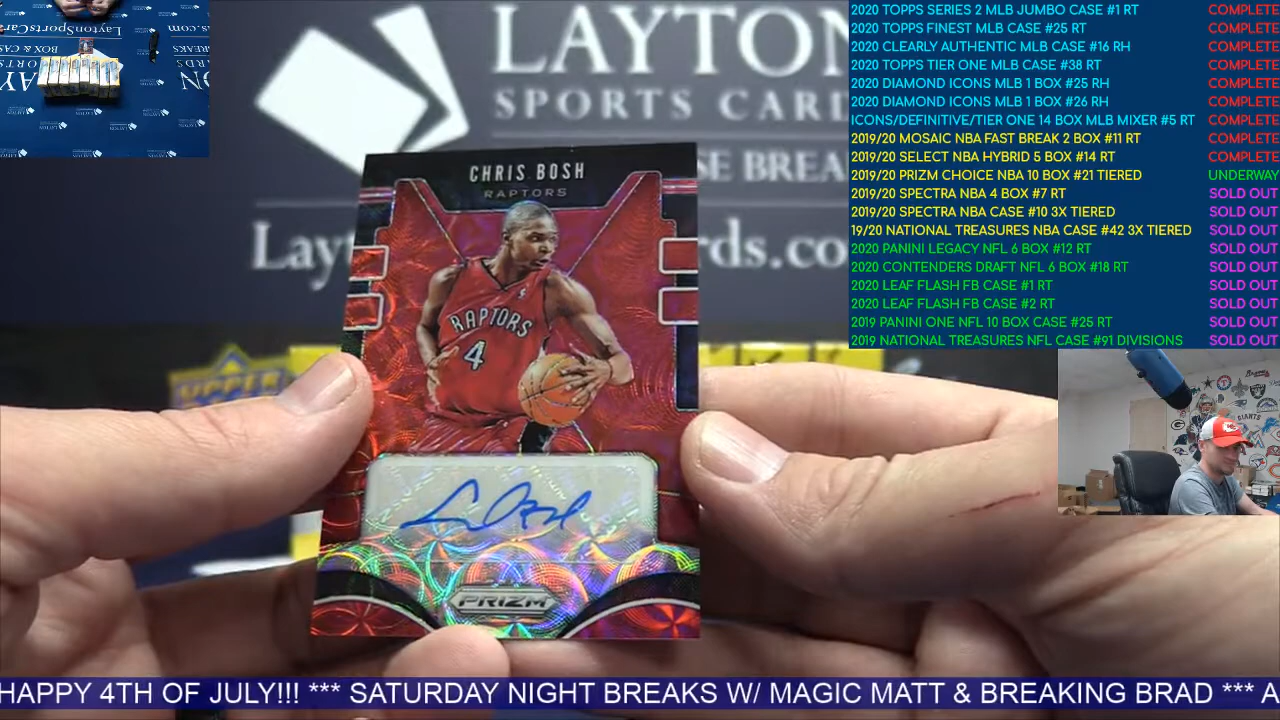 LAYTON
SPORTS CARD
SE BREA
Lay rds.co
CHRIS BOSH
RAPTORS
RAPTORS
4
PRIZM
2020 TOPPS SERIES 2 MLB JUMBO CASE #1 RT COMPLETE
2020 TOPPS FINEST MLB CASE #25 RT COMPLETE
2020 CLEARLY AUTHENTIC MLB CASE #16 RH COMPLETE
2020 TOPPS TIER ONE MLB CASE #38 RT COMPLETE
2020 DIAMOND ICONS MLB 1 BOX #25 RH COMPLETE
2020 DIAMOND ICONS MLB 1 BOX #26 RH COMPLETE
ICONS/DEFINITIVE/TIER ONE 14 BOX MLB MIXER #5 RT COMPLETE
2019/20 MOSAIC NBA FAST BREAK 2 BOX #11 RT COMPLETE
2019/20 SELECT NBA HYBRID 5 BOX #14 RT COMPLETE
2019/20 PRIZM CHOICE NBA 10 BOX #21 TIERED UNDERWAY
2019/20 SPECTRA NBA 4 BOX #7 RT SOLD OUT
2019/20 SPECTRA NBA CASE #10 3X TIERED SOLD OUT
19/20 NATIONAL TREASURES NBA CASE #42 3X TIERED SOLD OUT
2020 PANINI LEGACY NFL 6 BOX #12 RT SOLD OUT
2020 CONTENDERS DRAFT NFL 6 BOX #18 RT SOLD OUT
2020 LEAF FLASH FB CASE #1 RT SOLD OUT
2020 LEAF FLASH FB CASE #2 RT SOLD OUT
2019 PANINI ONE NFL 10 BOX CASE #25 RT SOLD OUT
2019 NATIONAL TREASURES NFL CASE #91 DIVISIONS SOLD OUT
GIANTS
HAPPY 4TH OF JULY!!! *** SATURDAY NIGHT BREAKS W/ MAGIC MATT & BREAKING BRAD *** A